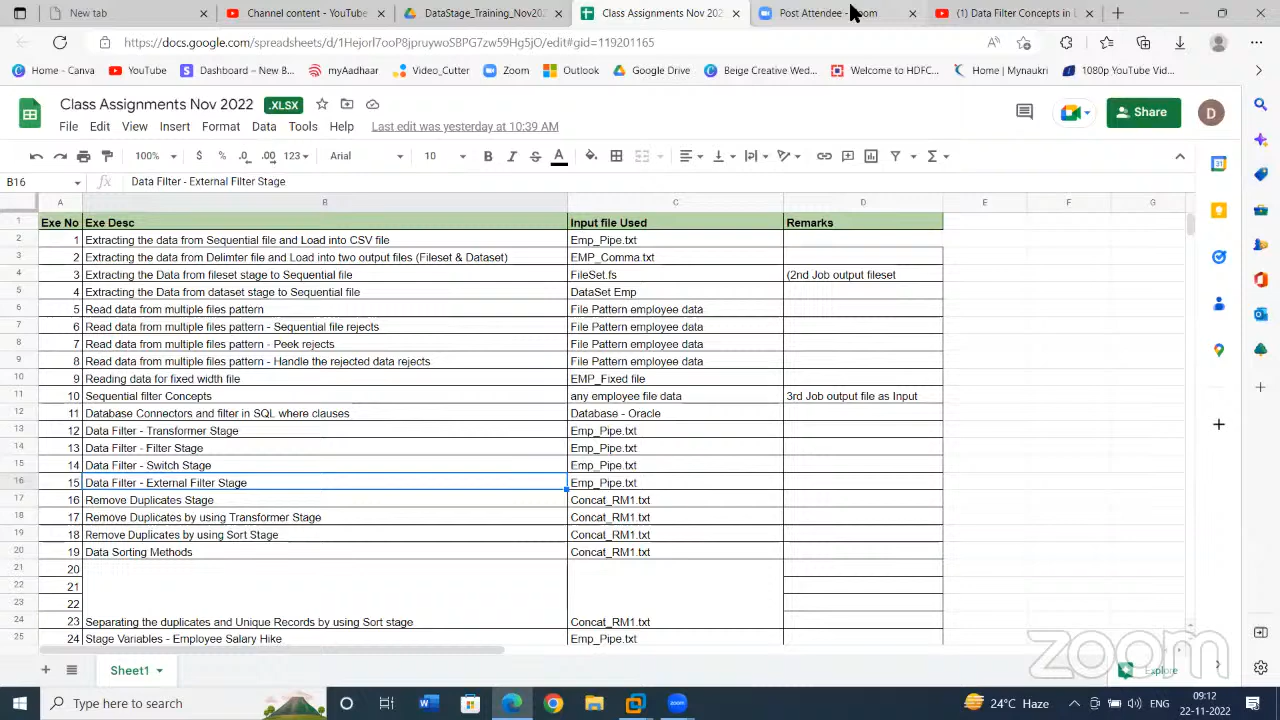 New tab
Channel content - YouTube
DataStage_Training_Nov202
Class Assignments Nov 202
Post Attendee
(1) Data Filter Concepts in
https://docs.google.com/spreadsheets/d/1Hejorl7ooP8jpruywoSBPG7zw59Hg5jO/edit#gid=119201165
Home - Canva
YouTube
Dashboard – New B...
myAadhaar
Video_Cutter
Zoom
Outlook
Google Drive
Beige Creative Wed...
Welcome to HDFC...
Home | Mynaukri
1080p YouTube Vid...
Class Assignments Nov 2022 .XLSX
File Edit View Insert Format Data Tools Help Last edit was yesterday at 10:39 AM
Share
D
100% $ % .0 .00 123 Arial 10 B I S A
B16 fx Data Filter - External Filter Stage
A B C D E F G
1 Exe No Exe Desc Input file Used Remarks
2 1 Extracting the data from Sequential file and Load into CSV file Emp_Pipe.txt
3 2 Extracting the data from Delimter file and Load into two output files (Fileset & Dataset) EMP_Comma.txt
4 3 Extracting the Data from fileset stage to Sequential file FileSet.fs (2nd Job output fileset
5 4 Extracting the Data from dataset stage to Sequential file DataSet Emp
6 5 Read data from multiple files pattern File Pattern employee data
7 6 Read data from multiple files pattern - Sequential file rejects File Pattern employee data
8 7 Read data from multiple files pattern - Peek rejects File Pattern employee data
9 8 Read data from multiple files pattern - Handle the rejected data rejects File Pattern employee data
10 9 Reading data for fixed width file EMP_Fixed file
11 10 Sequential filter Concepts any employee file data 3rd Job output file as Input
12 11 Database Connectors and filter in SQL where clauses Database - Oracle
13 12 Data Filter - Transformer Stage Emp_Pipe.txt
14 13 Data Filter - Filter Stage Emp_Pipe.txt
15 14 Data Filter - Switch Stage Emp_Pipe.txt
16 15 Data Filter - External Filter Stage Emp_Pipe.txt
17 16 Remove Duplicates Stage Concat_RM1.txt
18 17 Remove Duplicates by using Transformer Stage Concat_RM1.txt
19 18 Remove Duplicates by using Sort Stage Concat_RM1.txt
20 19 Data Sorting Methods Concat_RM1.txt
21 20
22 21
23 22
24 23 Separating the duplicates and Unique Records by using Sort stage Concat_RM1.txt
25 24 Stage Variables - Employee Salary Hike Emp_Pipe.txt
zoom
Sheet1
Explore
Type here to search
24°C Haze
ENG
09:12
22-11-2022